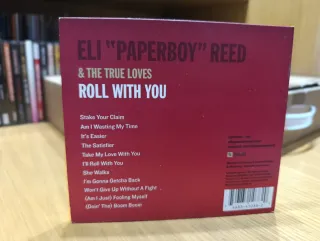 ELI "PAPERBOY" REED
& THE TRUE LOVES
ROLL WITH YOU
Stake Your Claim
Am I Wasting My Time
It's Easier
The Satisfier
Take My Love With You
I'll Roll With You
She Walks
I'm Gonna Getcha Back
Won't Give Up Without A Fight
(Am I Just) Fooling Myself
(Doin' The) Boom Boom